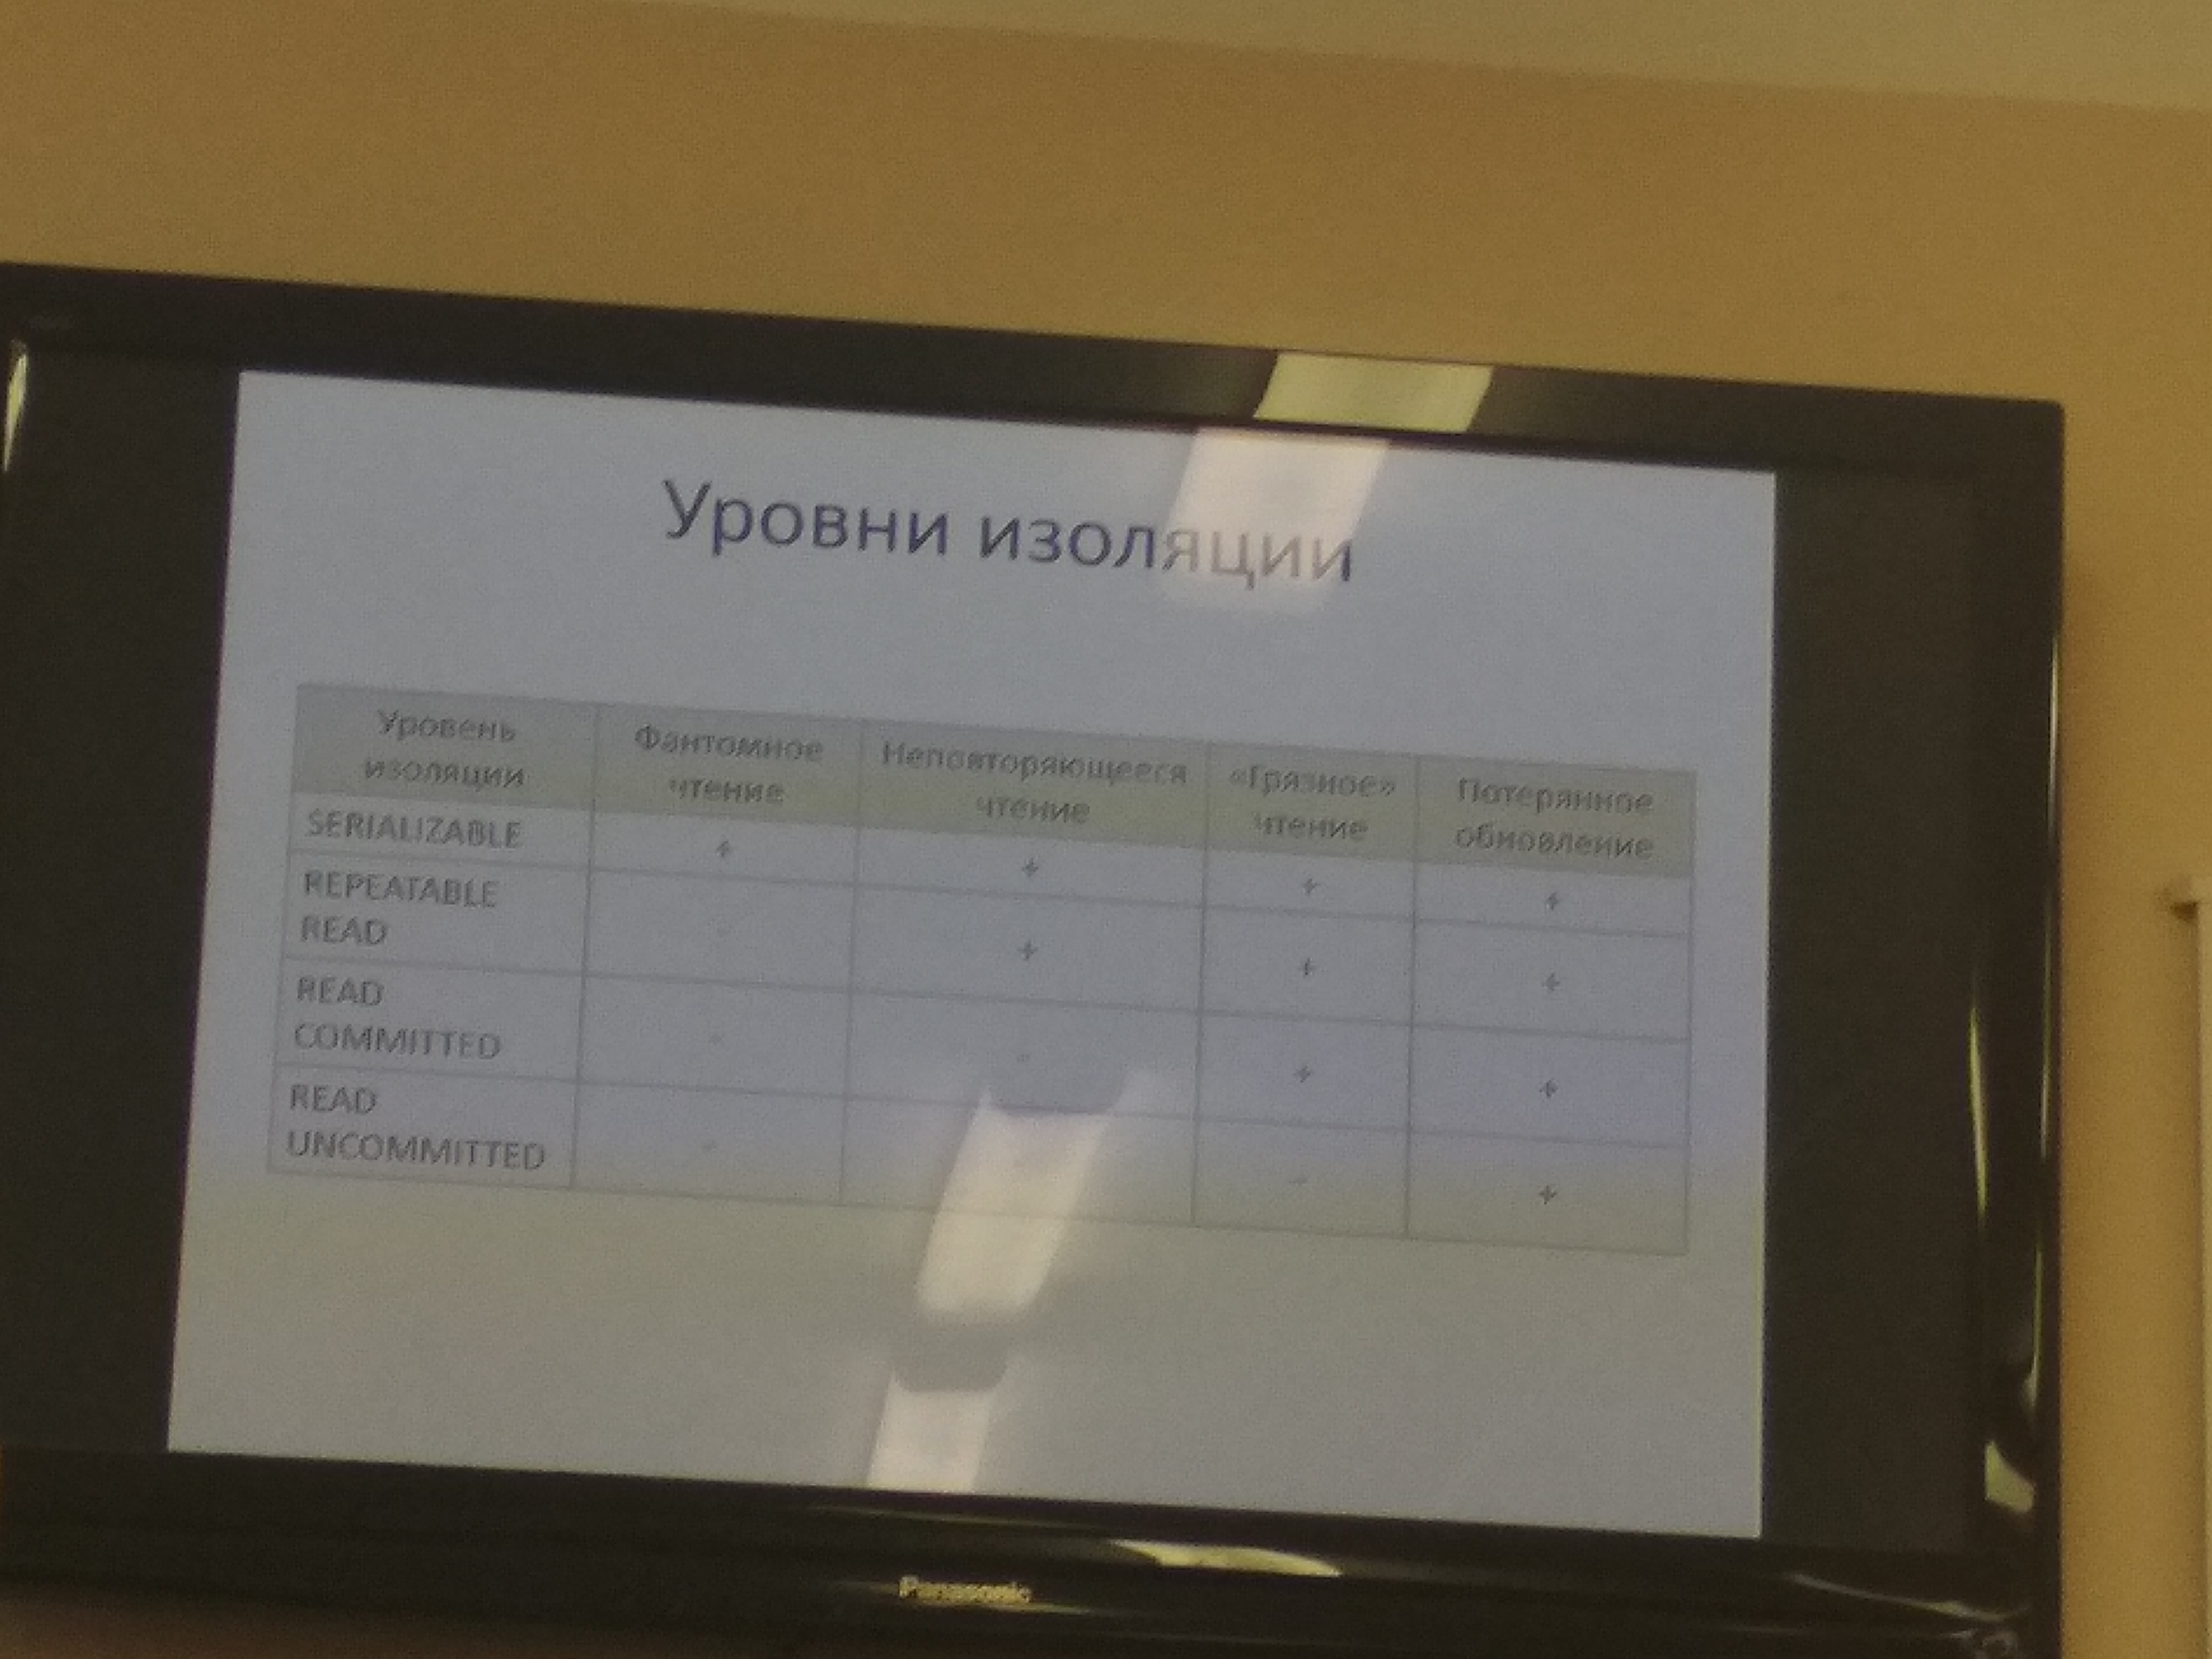 Уровни изоляции
Уровень изоляции Фантомное чтение Неповторяющееся чтение «Грязное» чтение Потерянное обновление
SERIALIZABLE + + + +
REPEATABLE READ - + + +
READ COMMITTED - - + +
READ UNCOMMITTED - - - +
Panasonic